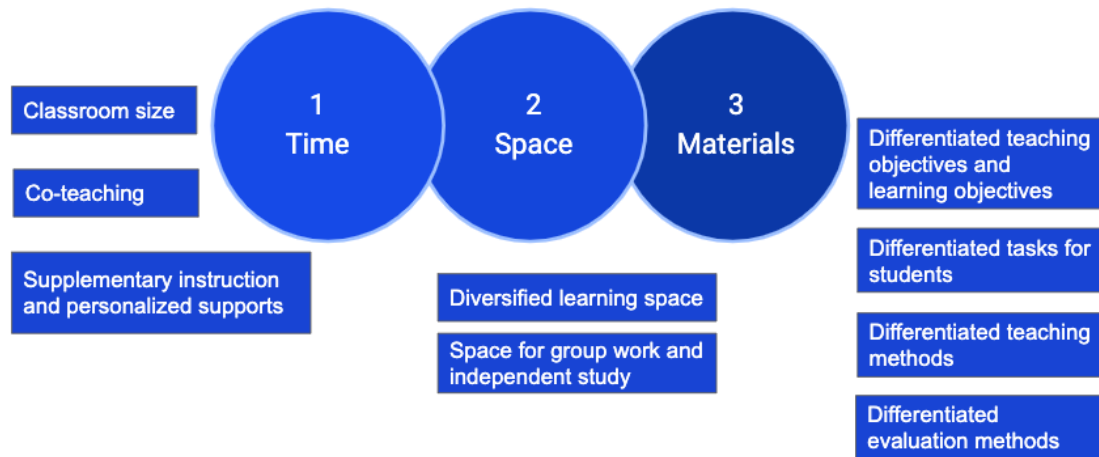 1
Time
2
Space
3
Materials
Classroom size
Co-teaching
Supplementary instruction
and personalized supports
Diversified learning space
Space for group work and
independent study
Differentiated teaching
objectives and
learning objectives
Differentiated tasks for
students
Differentiated teaching
methods
Differentiated
evaluation methods